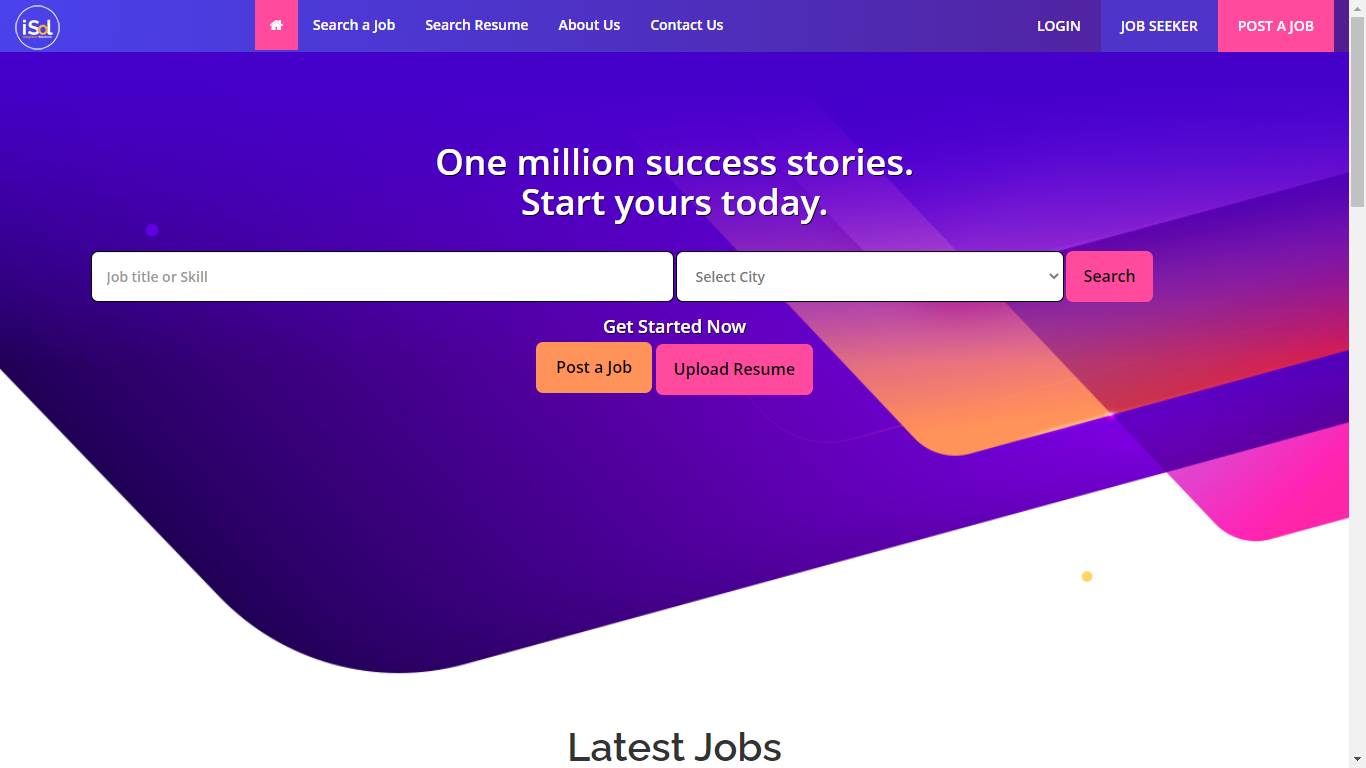 iSol
Search a Job
Search Resume
About Us
Contact Us
LOGIN
JOB SEEKER
POST A JOB
One million success stories.
Start yours today.
Job title or Skill
Select City
Search
Get Started Now
Post a Job
Upload Resume
Latest Jobs